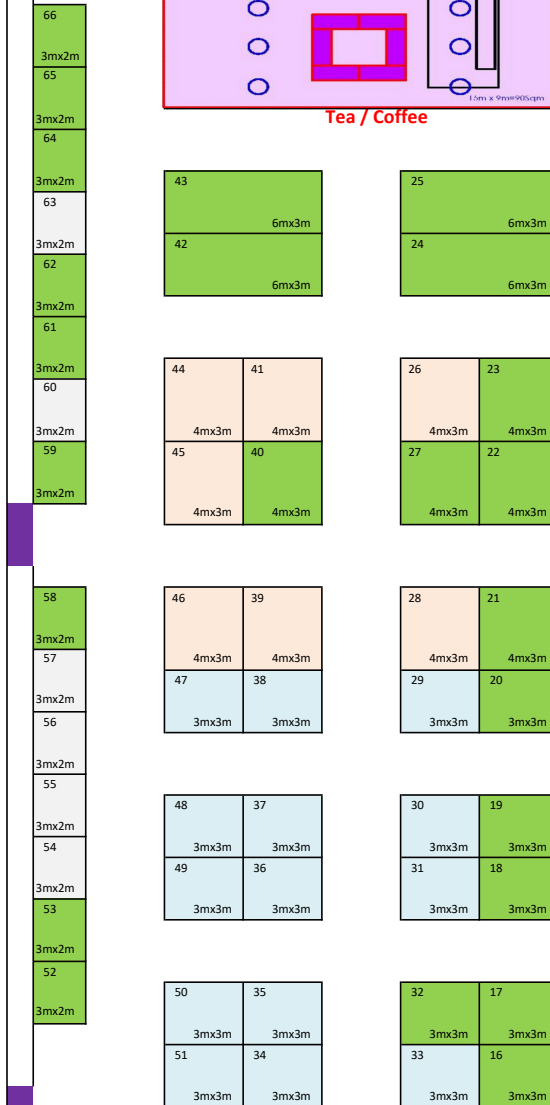 66
3mx2m
65
3mx2m
64
3mx2m
63
3mx2m
62
3mx2m
61
3mx2m
60
3mx2m
59
3mx2m
58
3mx2m
57
3mx2m
56
3mx2m
55
3mx2m
54
3mx2m
53
3mx2m
52
3mx2m
15m x 9m=90Sqm
Tea / Coffee
43
6mx3m
42
6mx3m
25
6mx3m
24
6mx3m
44 41
4mx3m 4mx3m
45 40
4mx3m 4mx3m
26 23
4mx3m 4mx3m
27 22
4mx3m 4mx3m
46 39
4mx3m 4mx3m
47 38
3mx3m 3mx3m
28 21
4mx3m 4mx3m
29 20
3mx3m 3mx3m
48 37
3mx3m 3mx3m
49 36
3mx3m 3mx3m
30 19
3mx3m 3mx3m
31 18
3mx3m 3mx3m
50 35
3mx3m 3mx3m
51 34
3mx3m 3mx3m
32 17
3mx3m 3mx3m
33 16
3mx3m 3mx3m